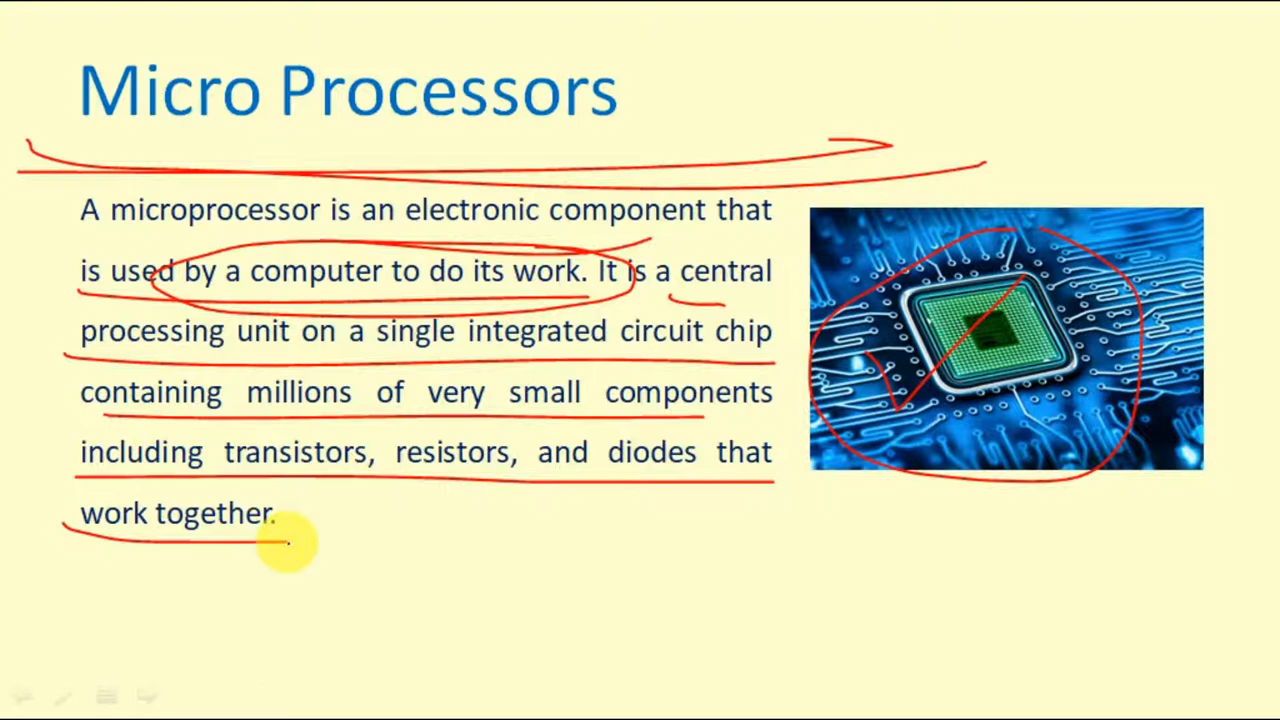 Micro Processors
A microprocessor is an electronic component that
is used by a computer to do its work. It is a central
processing unit on a single integrated circuit chip
containing millions of very small components
including transistors, resistors, and diodes that
work together.